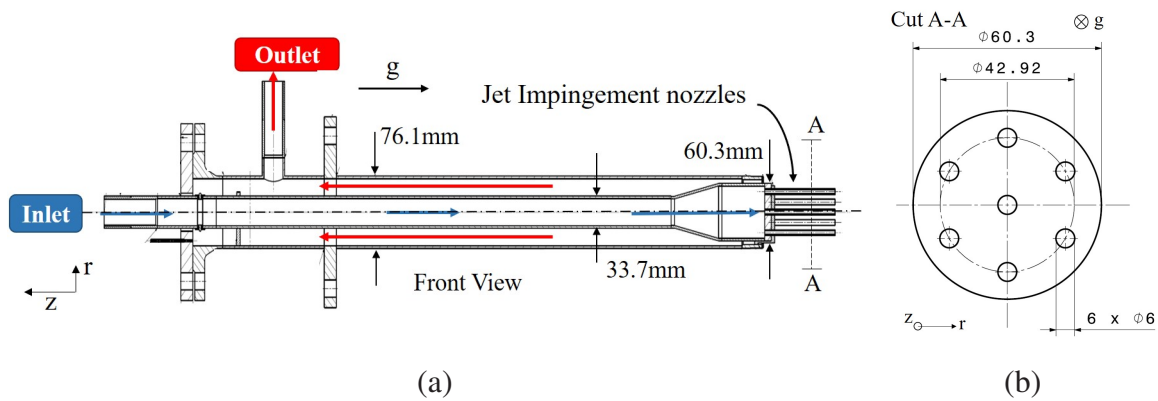 Outlet
g
Jet Impingement nozzles
76.1mm
A
60.3mm
Inlet
r
z
Front View
33.7mm
A
(a)
Cut A-A
⊗ g
ϕ60.3
ϕ42.92
z
r
6 x ϕ6
(b)